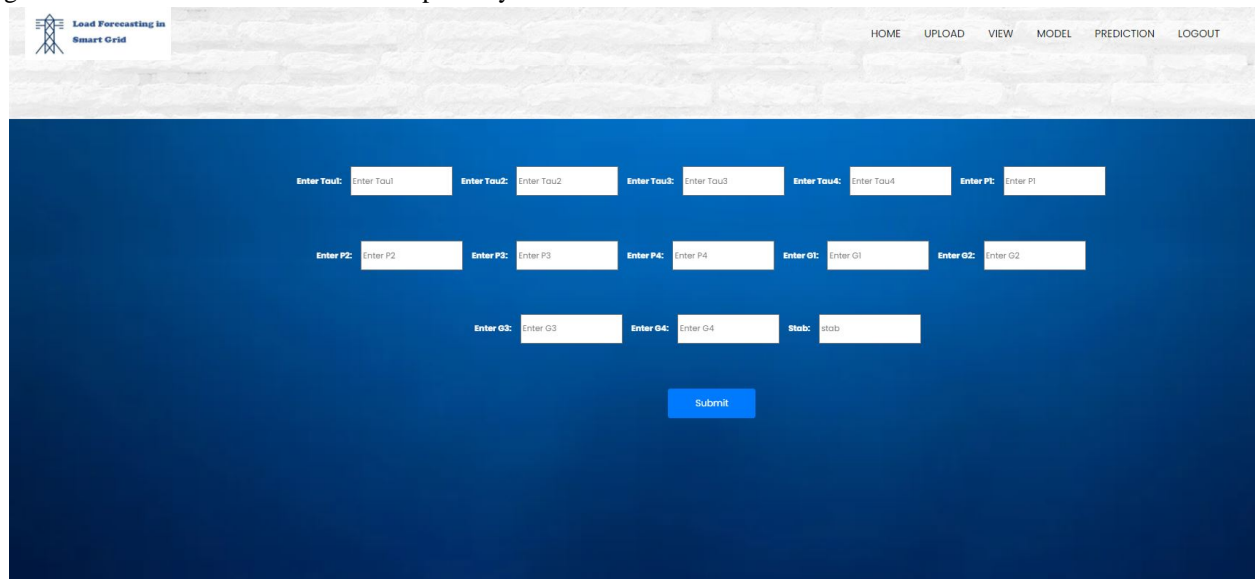 Load Forecasting in
Smart Grid
HOME UPLOAD VIEW MODEL PREDICTION LOGOUT
Enter Tau1: Enter Tau1 Enter Tau2: Enter Tau2 Enter Tau3: Enter Tau3 Enter Tau4: Enter Tau4 Enter P1: Enter P1
Enter P2: Enter P2 Enter P3: Enter P3 Enter P4: Enter P4 Enter G1: Enter G1 Enter G2: Enter G2
Enter G3: Enter G3 Enter G4: Enter G4 Stab: stab
Submit